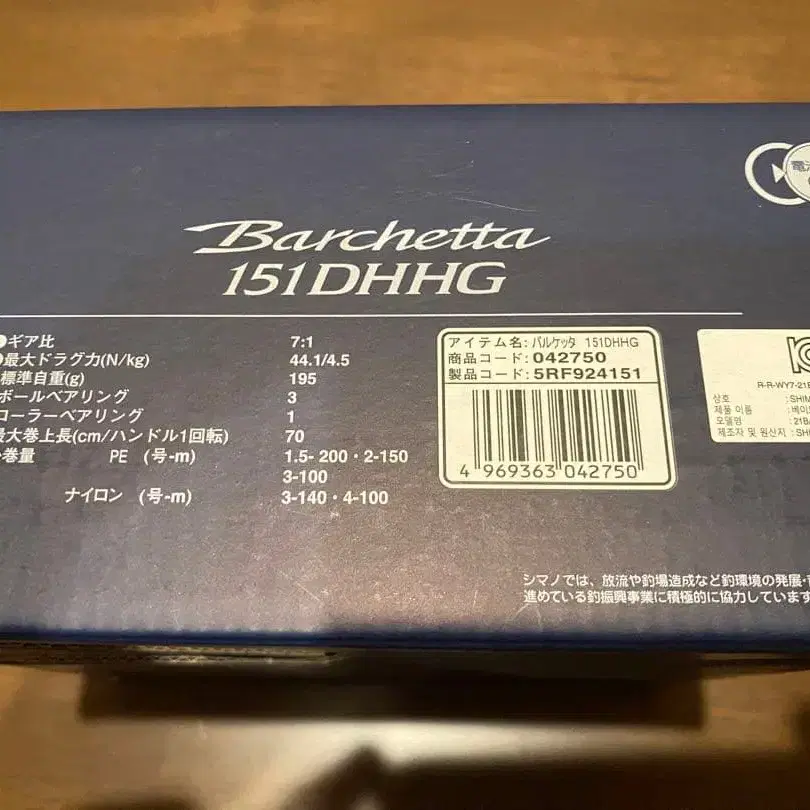 Barchetta
151DHHG
ギア比 7:1
最大ドラグ力(N/kg) 44.1/4.5
標準自重(g) 195
ボールベアリング 3
ローラーベアリング 1
最大巻上長(cm/ハンドル1回転) 70
巻量 PE (号-m) 1.5- 200・2-150
3-100
ナイロン (号-m) 3-140・4-100
アイテム名: バルケッタ 151DHHG
商品コード: 042750
製品コード: 5RF924151
4 969363 042750
R-R-WY7-21B
상호 : SHIM
제품 이름 : 베이트
모델명 : 21BA
제조자 및 원산지 : SHI
シマノでは、放流や釣場造成など釣環境の発展・
進めている釣振興事業に積極的に協力しています